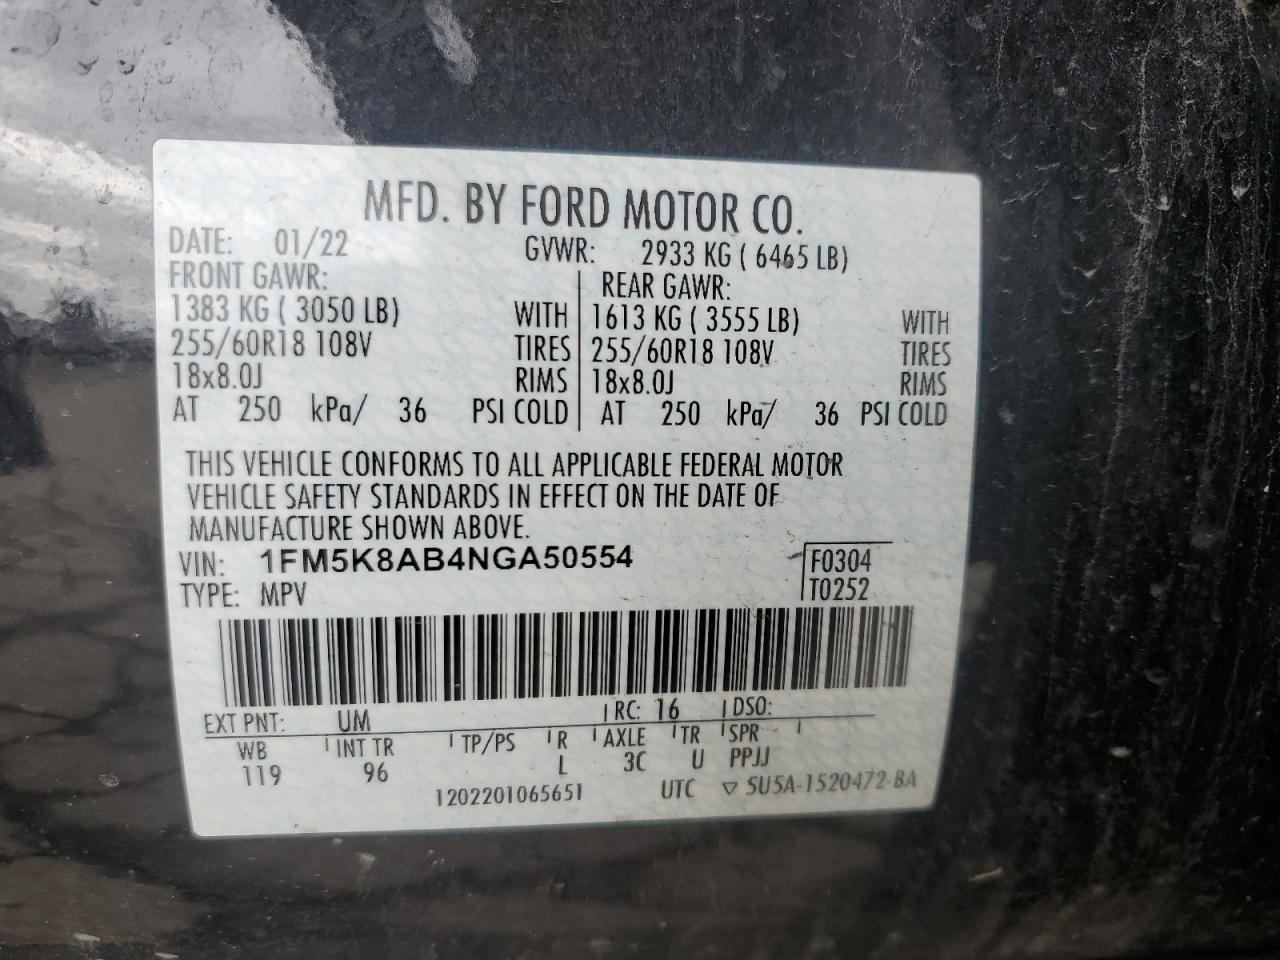 MFD. BY FORD MOTOR CO.
DATE: 01/22 GVWR: 2933 KG ( 6465 LB)
FRONT GAWR: REAR GAWR:
1383 KG ( 3050 LB) WITH 1613 KG ( 3555 LB) WITH
255/60R18 108V TIRES 255/60R18 108V TIRES
18x8.0J RIMS 18x8.0J RIMS
AT 250 kPa/ 36 PSI COLD AT 250 kPa/ 36 PSI COLD
THIS VEHICLE CONFORMS TO ALL APPLICABLE FEDERAL MOTOR
VEHICLE SAFETY STANDARDS IN EFFECT ON THE DATE OF
MANUFACTURE SHOWN ABOVE.
VIN: 1FM5K8AB4NGA50554 F0304
TYPE: MPV T0252
EXT PNT: UM RC: 16 DSO:
WB INT TR TP/PS R AXLE TR SPR
119 96 L 3C U PPJJ
1202201065651 UTC ▽ 5U5A-1520472-BA